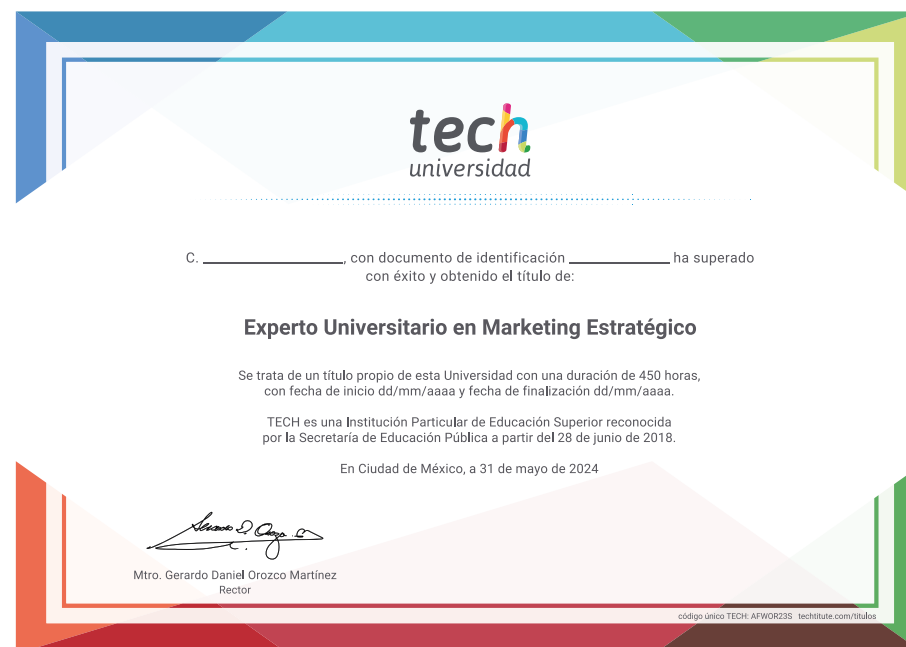 tech
universidad
C. ____________, con documento de identificación _________ ha superado
con éxito y obtenido el título de:
Experto Universitario en Marketing Estratégico
Se trata de un título propio de esta Universidad con una duración de 450 horas,
con fecha de inicio dd/mm/aaaa y fecha de finalización dd/mm/aaaa.
TECH es una Institución Particular de Educación Superior reconocida
por la Secretaría de Educación Pública a partir del 28 de junio de 2018.
En Ciudad de México, a 31 de mayo de 2024
Mtro. Gerardo Daniel Orozco Martínez
Rector
código único TECH: AFWOR23S techtitute.com/titulos